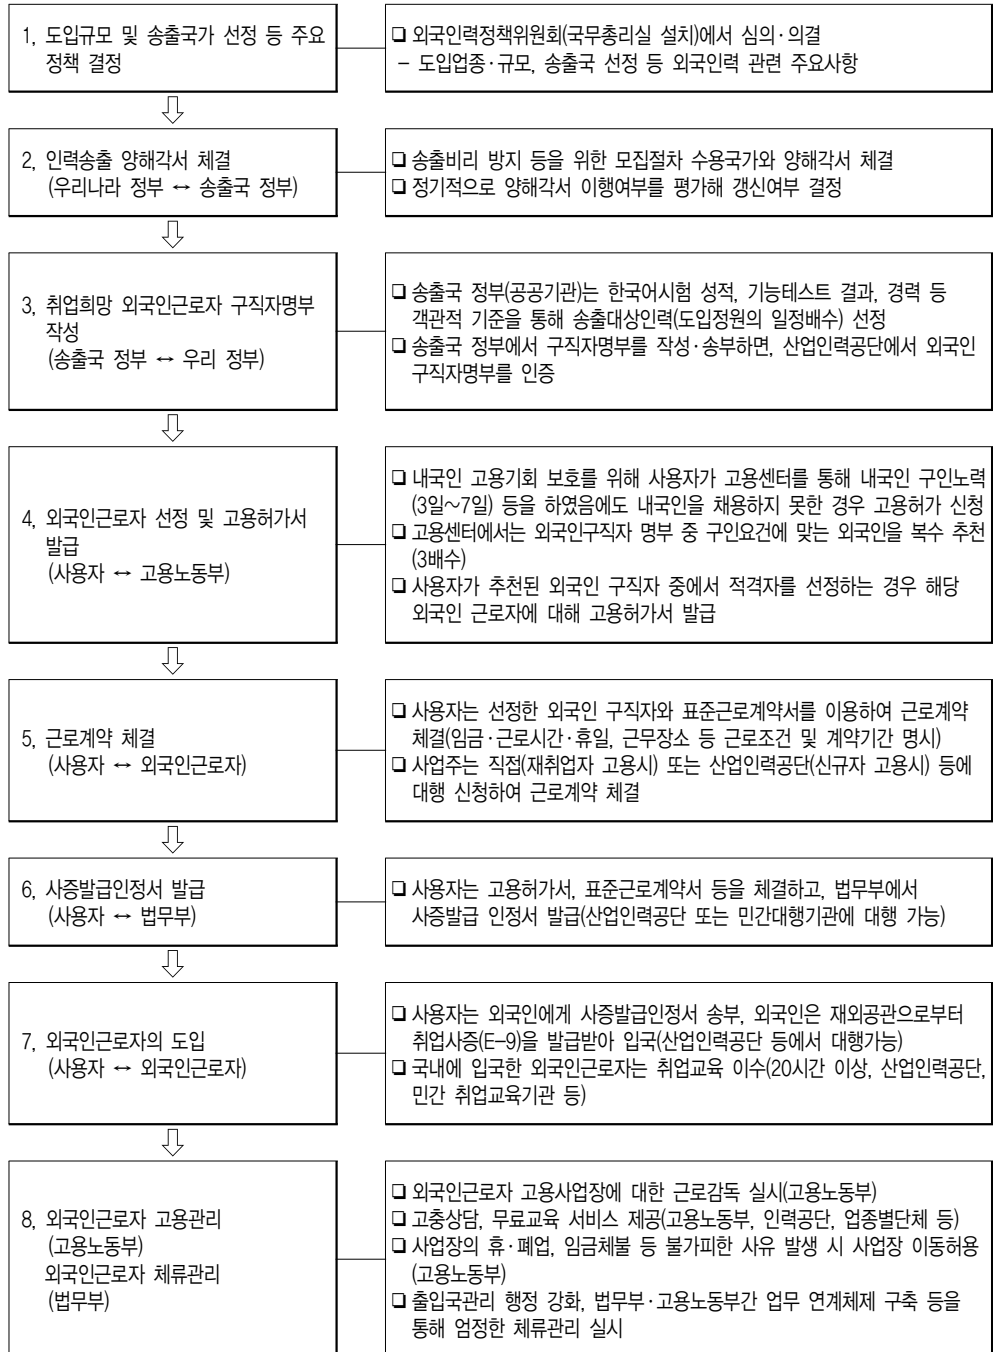 1, 도입규모 및 송출국가 선정 등 주요
정책 결정
❏ 외국인력정책위원회(국무총리실 설치)에서 심의·의결
- 도입업종·규모, 송출국 선정 등 외국인력 관련 주요사항
2, 인력송출 양해각서 체결
(우리나라 정부 ↔ 송출국 정부)
❏ 송출비리 방지 등을 위한 모집절차 수용국가와 양해각서 체결
❏ 정기적으로 양해각서 이행여부를 평가해 갱신여부 결정
3, 취업희망 외국인근로자 구직자명부
작성
(송출국 정부 ↔ 우리 정부)
❏ 송출국 정부(공공기관)는 한국어시험 성적, 기능테스트 결과, 경력 등
객관적 기준을 통해 송출대상인력(도입정원의 일정배수) 선정
❏ 송출국 정부에서 구직자명부를 작성·송부하면, 산업인력공단에서 외국인
구직자명부를 인증
4, 외국인근로자 선정 및 고용허가서
발급
(사용자 ↔ 고용노동부)
❏ 내국인 고용기회 보호를 위해 사용자가 고용센터를 통해 내국인 구인노력
(3일~7일) 등을 하였음에도 내국인을 채용하지 못한 경우 고용허가 신청
❏ 고용센터에서는 외국인구직자 명부 중 구인요건에 맞는 외국인을 복수 추천
(3배수)
❏ 사용자가 추천된 외국인 구직자 중에서 적격자를 선정하는 경우 해당
외국인 근로자에 대해 고용허가서 발급
5, 근로계약 체결
(사용자 ↔ 외국인근로자)
❏ 사용자는 선정한 외국인 구직자와 표준근로계약서를 이용하여 근로계약
체결(임금·근로시간·휴일, 근무장소 등 근로조건 및 계약기간 명시)
❏ 사업주는 직접(재취업자 고용시) 또는 산업인력공단(신규자 고용시) 등에
대행 신청하여 근로계약 체결
6, 사증발급인정서 발급
(사용자 ↔ 법무부)
❏ 사용자는 고용허가서, 표준근로계약서 등을 체결하고, 법무부에서
사증발급 인정서 발급(산업인력공단 또는 민간대행기관에 대행 가능)
7, 외국인근로자의 도입
(사용자 ↔ 외국인근로자)
❏ 사용자는 외국인에게 사증발급인정서 송부, 외국인은 재외공관으로부터
취업사증(E-9)을 발급받아 입국(산업인력공단 등에서 대행가능)
❏ 국내에 입국한 외국인근로자는 취업교육 이수(20시간 이상, 산업인력공단,
민간 취업교육기관 등)
8, 외국인근로자 고용관리
(고용노동부)
외국인근로자 체류관리
(법무부)
❏ 외국인근로자 고용사업장에 대한 근로감독 실시(고용노동부)
❏ 고충상담, 무료교육 서비스 제공(고용노동부, 인력공단, 업종별단체 등)
❏ 사업장의 휴·폐업, 임금체불 등 불가피한 사유 발생 시 사업장 이동허용
(고용노동부)
❏ 출입국관리 행정 강화, 법무부·고용노동부간 업무 연계체제 구축 등을
통해 엄정한 체류관리 실시